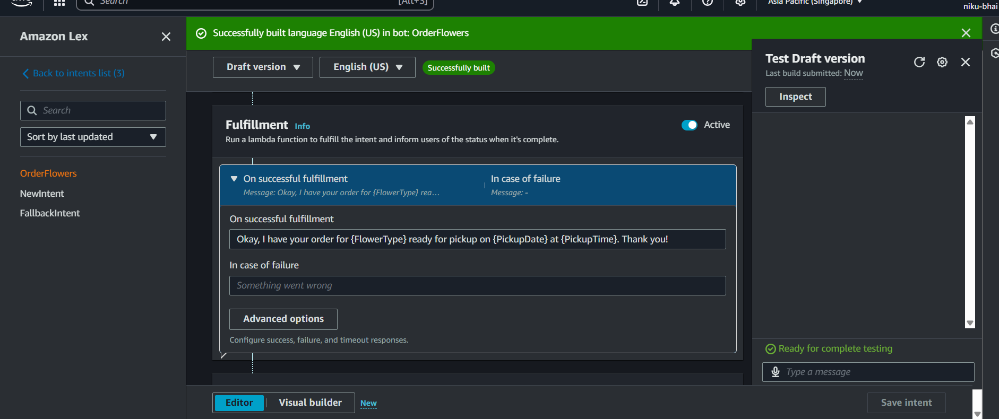 Search
[Alt+S]
Asia Pacific (Singapore)
niku-bhai
Amazon Lex
Successfully built language English (US) in bot: OrderFlowers
Back to intents list (3)
Search
Sort by last updated
OrderFlowers
NewIntent
FallbackIntent
Draft version
English (US)
Successfully built
Fulfillment Info
Active
Run a lambda function to fulfill the intent and inform users of the status when it's complete.
On successful fulfillment
Message: Okay, I have your order for {FlowerType} rea...
In case of failure
Message: -
On successful fulfillment
Okay, I have your order for {FlowerType} ready for pickup on {PickupDate} at {PickupTime}. Thank you!
In case of failure
Something went wrong
Advanced options
Configure success, failure, and timeout responses.
Editor
Visual builder
New
Save intent
Test Draft version
Last build submitted: Now
Inspect
Ready for complete testing
Type a message